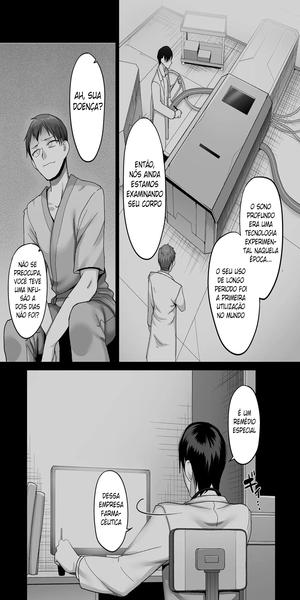 AH, SUA
DOENÇA?
ENTÃO,
NÓS AINDA
ESTAMOS
EXAMINANDO
SEU CORPO
O SONO
PROFUNDO
ERA UMA
TECNOLOGIA
EXPERIMEN-
TAL NAQUELA
ÉPOCA...
O SEU USO
DE LONGO
PERIODO FOI
A PRIMEIRA
UTILIZAÇÃO
NO MUNDO
NÃO SE
PREOCUPA,
VOCÊ TEVE
UMA INFU-
SÃO A
DOIS DIAS
NÃO FOI?
É UM
REMÉDIO
ESPECIAL
DESSA
EMPRESA
FARMA-
CÊUTICA